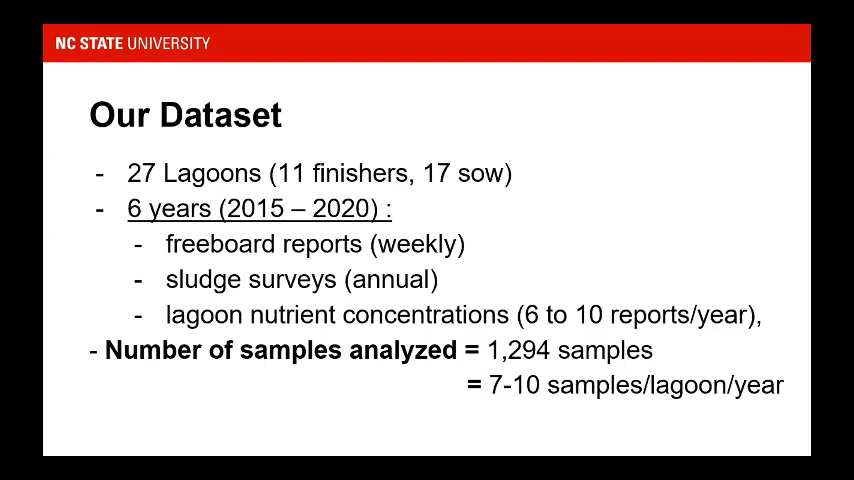 NC STATE UNIVERSITY
Our Dataset
- 27 Lagoons (11 finishers, 17 sow)
- 6 years (2015 – 2020) :
- freeboard reports (weekly)
- sludge surveys (annual)
- lagoon nutrient concentrations (6 to 10 reports/year),
- Number of samples analyzed = 1,294 samples
= 7-10 samples/lagoon/year